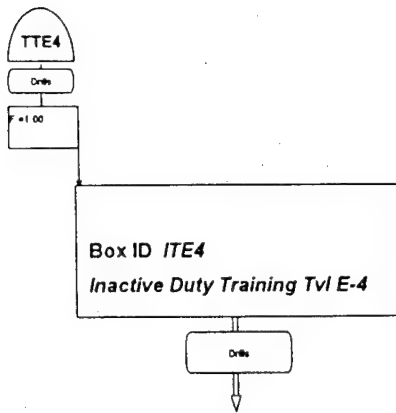 TTE4
Drills
F =1.00
Box ID ITE4
Inactive Duty Training Tvl E-4
Drills